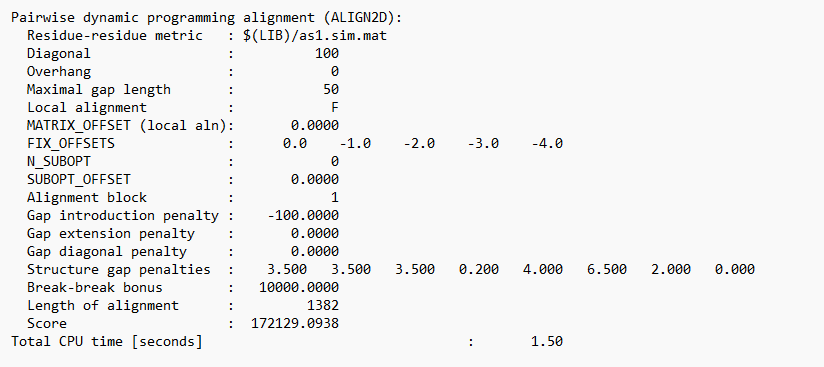 Pairwise dynamic programming alignment (ALIGN2D):
  Residue-residue metric   : $(LIB)/as1.sim.mat
  Diagonal                 :          100
  Overhang                 :            0
  Maximal gap length       :           50
  Local alignment          :            F
  MATRIX_OFFSET (local aln):       0.0000
  FIX_OFFSETS              :      0.0    -1.0    -2.0    -3.0    -4.0
  N_SUBOPT                 :            0
  SUBOPT_OFFSET            :       0.0000
  Alignment block          :            1
  Gap introduction penalty :    -100.0000
  Gap extension penalty    :       0.0000
  Gap diagonal penalty     :       0.0000
  Structure gap penalties  :    3.500   3.500   3.500   0.200   4.000   6.500   2.000   0.000
  Break-break bonus        :   10000.0000
  Length of alignment      :         1382
  Score                    :  172129.0938
Total CPU time [seconds]                                 :       1.50